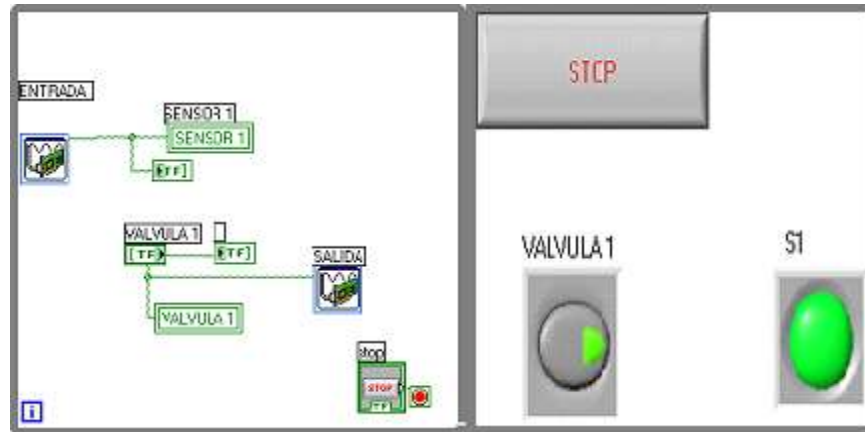 ENTRADA
SENSOR 1
SENSOR 1
TF
VALVULA 1
TF
TF
SALIDA
VALVULA 1
stop
STOP
TF
i
STOP
VALVULA 1
S1